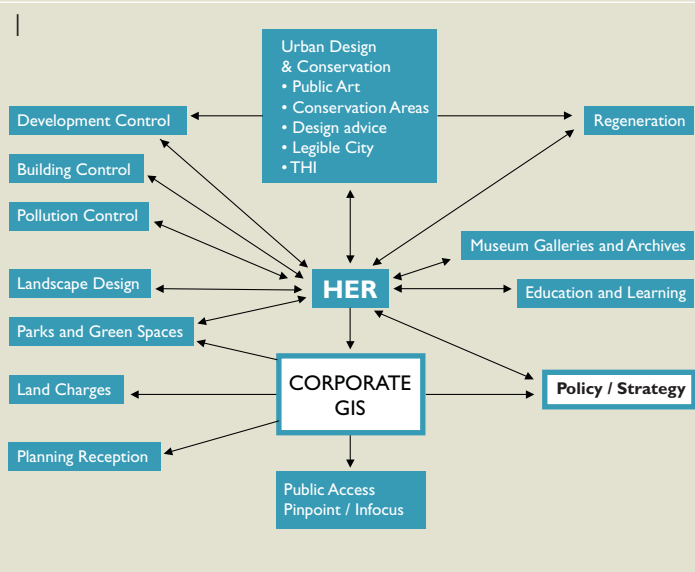 Urban Design
& Conservation
• Public Art
• Conservation Areas
• Design advice
• Legible City
• THI
Development Control
Regeneration
Building Control
Pollution Control
Museum Galleries and Archives
Landscape Design
HER
Education and Learning
Parks and Green Spaces
CORPORATE
GIS
Land Charges
Policy / Strategy
Planning Reception
Public Access
Pinpoint / Infocus